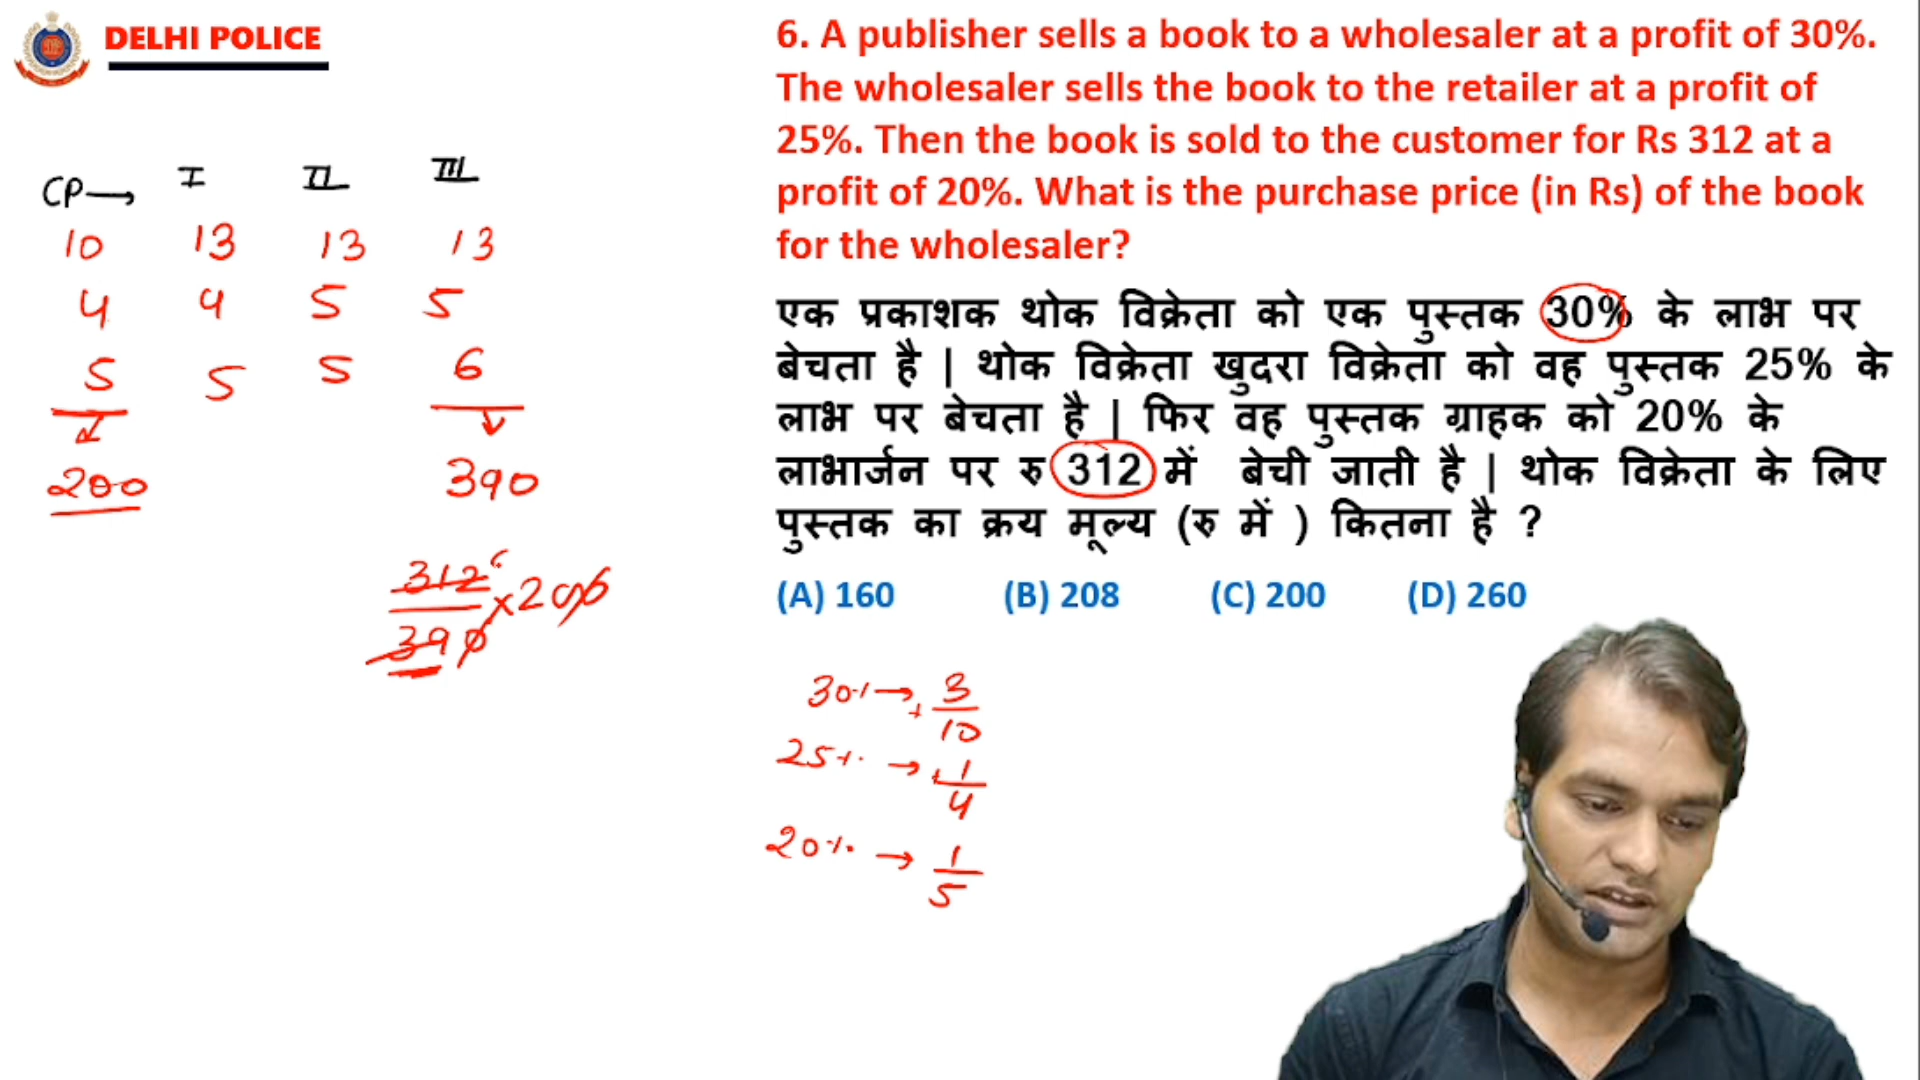 DELHI POLICE
6. A publisher sells a book to a wholesaler at a profit of 30%.
The wholesaler sells the book to the retailer at a profit of
25%. Then the book is sold to the customer for Rs 312 at a
profit of 20%. What is the purchase price (in Rs) of the book
for the wholesaler?
एक प्रकाशक थोक विक्रेता को एक पुस्तक 30% के लाभ पर
बेचता है | थोक विक्रेता खुदरा विक्रेता को वह पुस्तक 25% के
लाभ पर बेचता है | फिर वह पुस्तक ग्राहक को 20% के
लाभार्जन पर रु 312 में बेची जाती है | थोक विक्रेता के लिए
पुस्तक का क्रय मूल्य (रु में ) कितना है ?
(A) 160 (B) 208 (C) 200 (D) 260
CP→ I II III
10 13 13 13
4 4 5 5
5 5 5 6
200 390
312
× 200
390
30% → + 3/10
25% → + 1/4
20% → 1/5